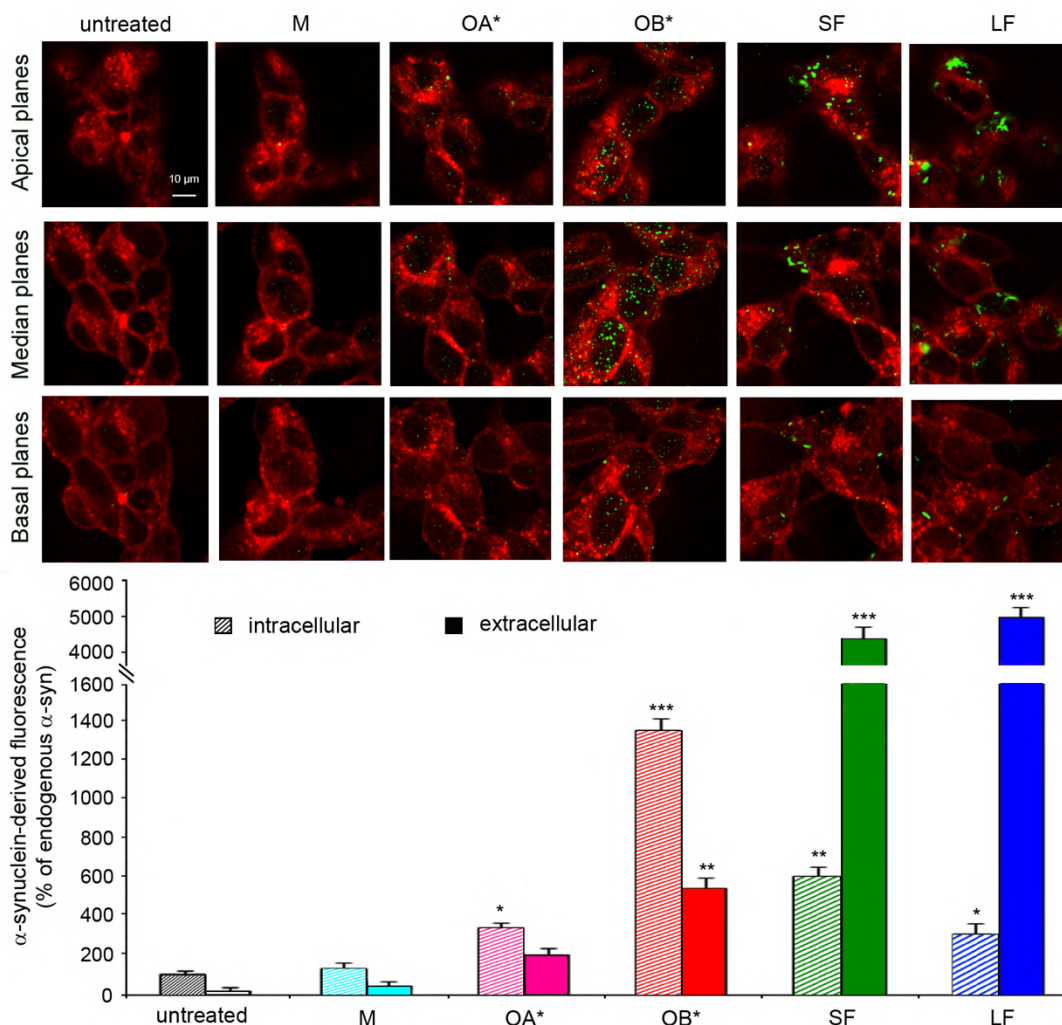 untreated M OA* OB* SF LF
Apical planes
10 µm
Median planes
Basal planes
α-synuclein-derived fluorescence
(% of endogenous α-syn)
6000
5000
4000
1600
1400
1200
1000
800
600
400
200
0
intracellular extracellular
* *** ** ** *** * ***
untreated M OA* OB* SF LF